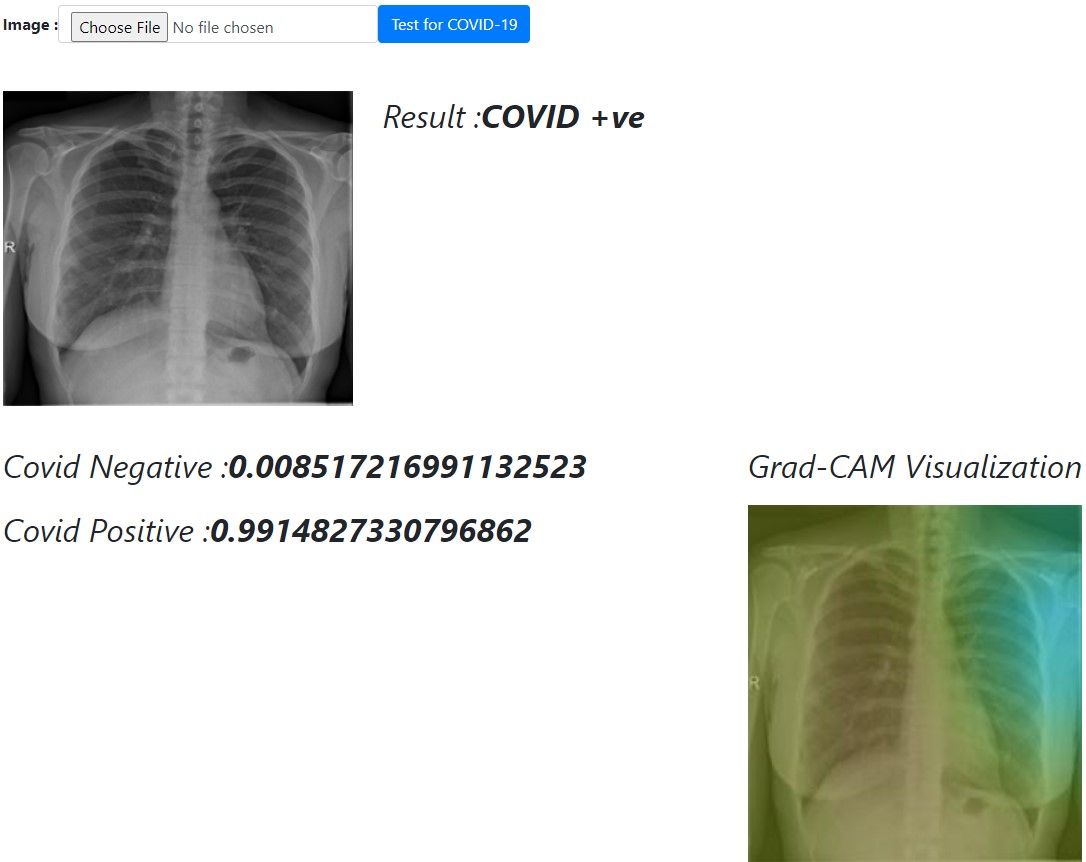 Image : Choose File No file chosen Test for COVID-19
Result :COVID +ve
R
Covid Negative :0.008517216991132523
Grad-CAM Visualization
Covid Positive :0.9914827330796862
R